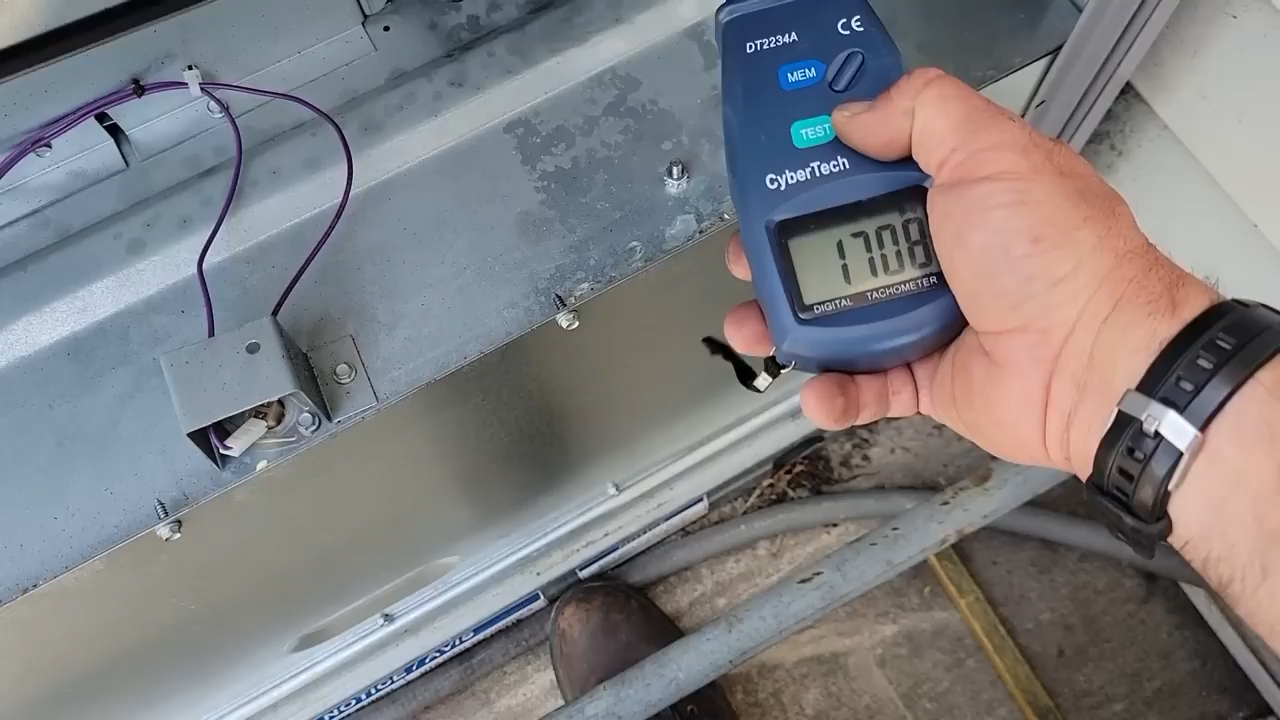 CE
DT2234A
MEM
TEST
CyberTech
1708
DIGITAL TACHOMETER
NOTICE / AVIS